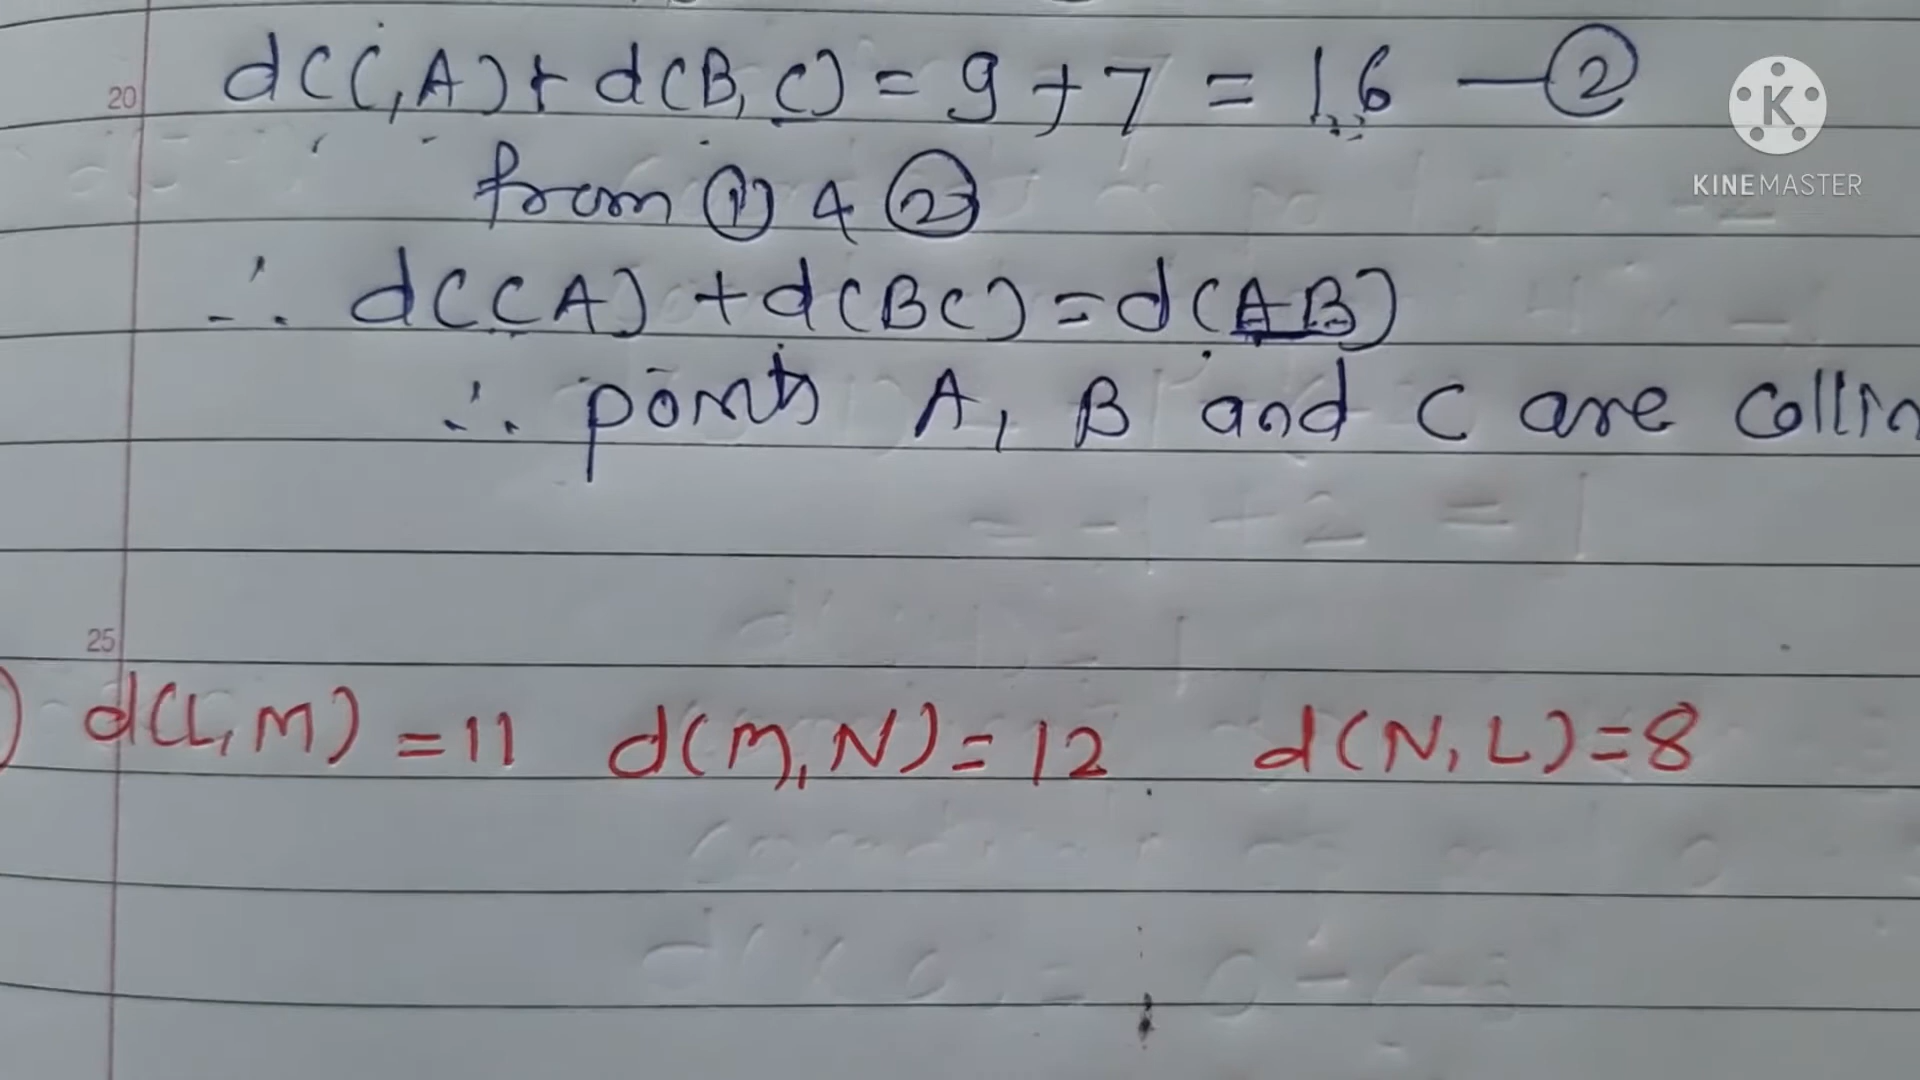 20 d(C,A) + d(B,C) = 9 + 7 = 16 — ②
from ① & ②
∴ d(CA) + d(BC) = d(AB)
∴ points A, B and C are collin
25
) d(L,M) = 11 d(M,N) = 12 d(N,L) = 8
K
KINEMASTER